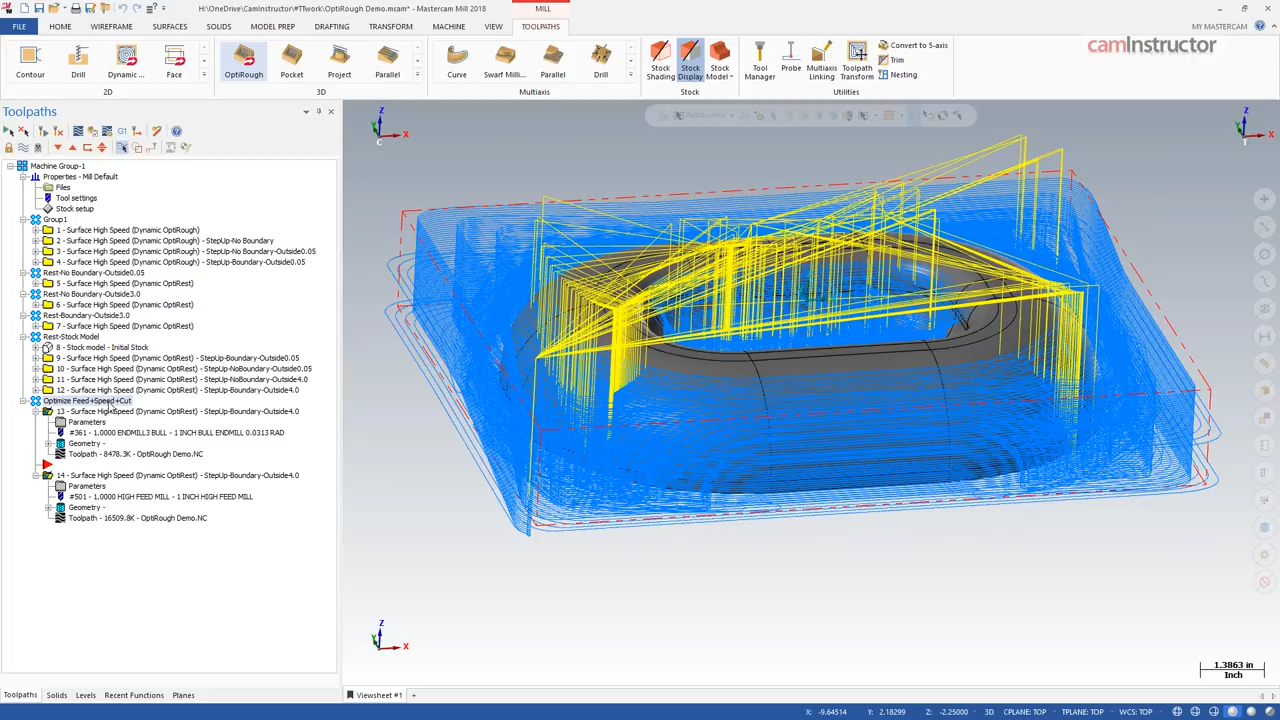 H:\OneDrive\CamInstructor\#TTwork\OptiRough Demo.mcam* - Mastercam Mill 2018
MILL
FILE HOME WIREFRAME SURFACES SOLIDS MODEL PREP DRAFTING TRANSFORM MACHINE VIEW TOOLPATHS MY MASTERCAM
Contour Drill Dynamic ... Face
2D
OptiRough Pocket Project Parallel
3D
Curve Swarf Milli... Parallel Drill
Multiaxis
Stock Shading Stock Display Stock Model
Stock
Tool Manager Probe Multiaxis Linking Toolpath Transform Convert to 5-axis
Trim
Nesting
Utilities
camInstructor
Toolpaths
G1
Machine Group-1
Properties - Mill Default
Files
Tool settings
Stock setup
Group1
1 - Surface High Speed (Dynamic OptiRough)
2 - Surface High Speed (Dynamic OptiRough) - StepUp-No Boundary
3 - Surface High Speed (Dynamic OptiRough) - StepUp-No Boundary-Outside0.05
4 - Surface High Speed (Dynamic OptiRough) - StepUp-Boundary-Outside0.05
Rest-No Boundary-Outside0.05
5 - Surface High Speed (Dynamic OptiRest)
Rest-No Boundary-Outside3.0
6 - Surface High Speed (Dynamic OptiRest)
Rest-Boundary-Outside3.0
7 - Surface High Speed (Dynamic OptiRest)
Rest-Stock Model
8 - Stock model - Initial Stock
9 - Surface High Speed (Dynamic OptiRest) - StepUp-Boundary-Outside0.05
10 - Surface High Speed (Dynamic OptiRest) - StepUp-NoBoundary-Outside0.05
11 - Surface High Speed (Dynamic OptiRest) - StepUp-NoBoundary-Outside4.0
12 - Surface High Speed (Dynamic OptiRest) - StepUp-Boundary-Outside4.0
Optimize Feed+Speed+Cut
13 - Surface High Speed (Dynamic OptiRest) - StepUp-Boundary-Outside4.0
Parameters
#361 - 1.0000 ENDMILL3 BULL - 1 INCH BULL ENDMILL 0.0313 RAD
Geometry -
Toolpath - 8478.3K - OptiRough Demo.NC
14 - Surface High Speed (Dynamic OptiRest) - StepUp-Boundary-Outside4.0
Parameters
#501 - 1.0000 HIGH FEED MILL - 1 INCH HIGH FEED MILL
Geometry -
Toolpath - 16509.8K - OptiRough Demo.NC
Z
Y
X
C
Z
Y
X
T
Z
Y
X
1.3863 in
Inch
Toolpaths Solids Levels Recent Functions Planes
Viewsheet #1 +
X: -9.64514 Y: 2.18299 Z: -2.25000 3D CPLANE: TOP TPLANE: TOP WCS: TOP